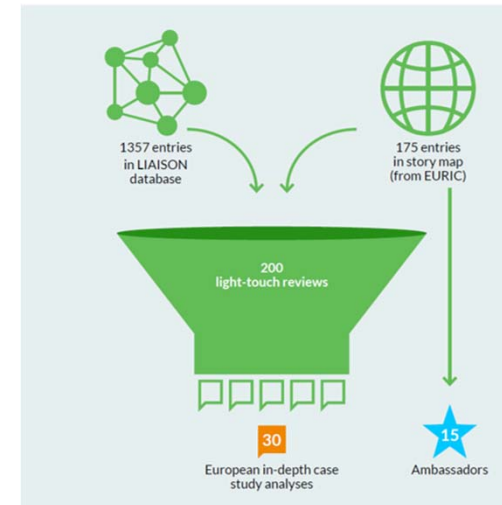 1357 entries
in LIAISON
database
175 entries
in story map
(from EURIC)
200
light-touch reviews
30
European in-depth case
study analyses
15
Ambassadors